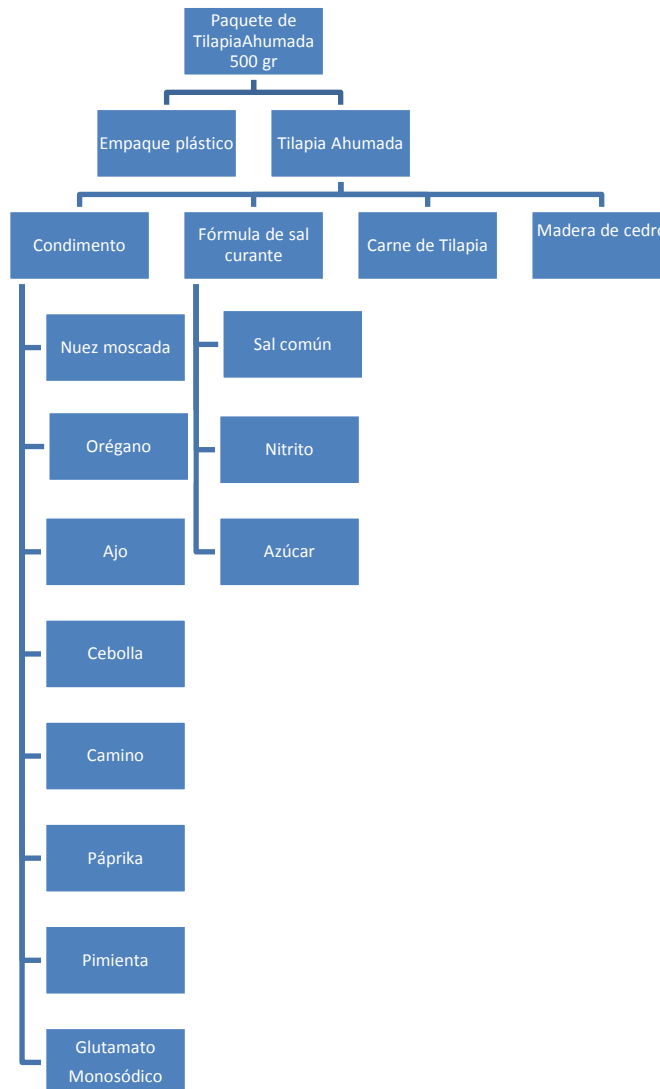 Paquete de
TilapiaAhumada
500 gr
Empaque plástico
Tilapia Ahumada
Condimento
Fórmula de sal
curante
Carne de Tilapia
Madera de cedro
Nuez moscada
Sal común
Orégano
Nitrito
Ajo
Azúcar
Cebolla
Camino
Páprika
Pimienta
Glutamato
Monosódico